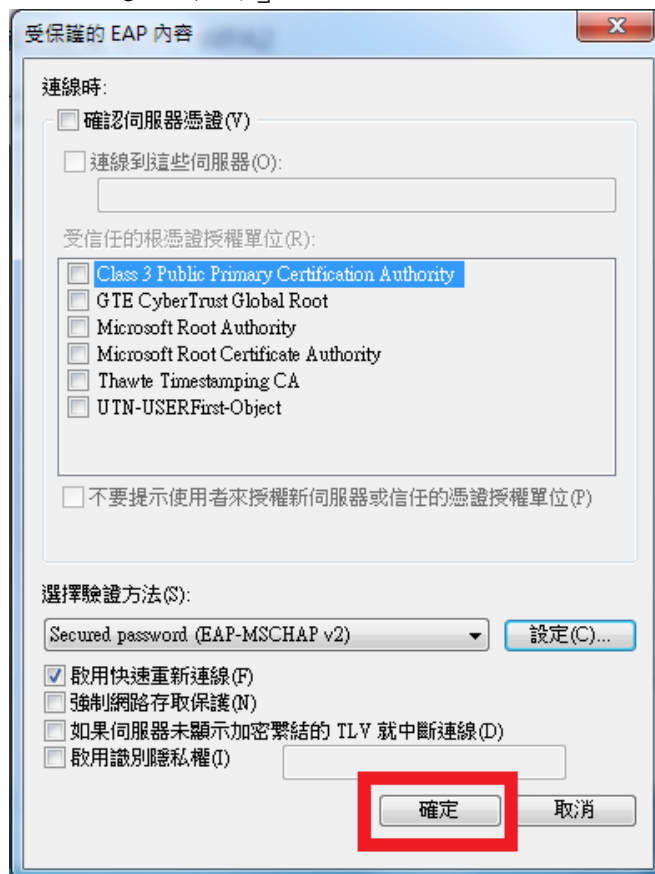 受保護的 EAP 內容
連線時:
確認伺服器憑證(V)
連線到這些伺服器(O):
受信任的根憑證授權單位(R):
Class 3 Public Primary Certification Authority
GTE CyberTrust Global Root
Microsoft Root Authority
Microsoft Root Certificate Authority
Thawte Timestamping CA
UTN-USERFirst-Object
不要提示使用者來授權新伺服器或信任的憑證授權單位(P)
選擇驗證方法(S):
Secured password (EAP-MSCHAP v2) 設定(C)...
啟用快速重新連線(F)
強制網路存取保護(N)
如果伺服器未顯示加密繫結的 TLV 就中斷連線(D)
啟用識別隱私權(I)
確定 取消